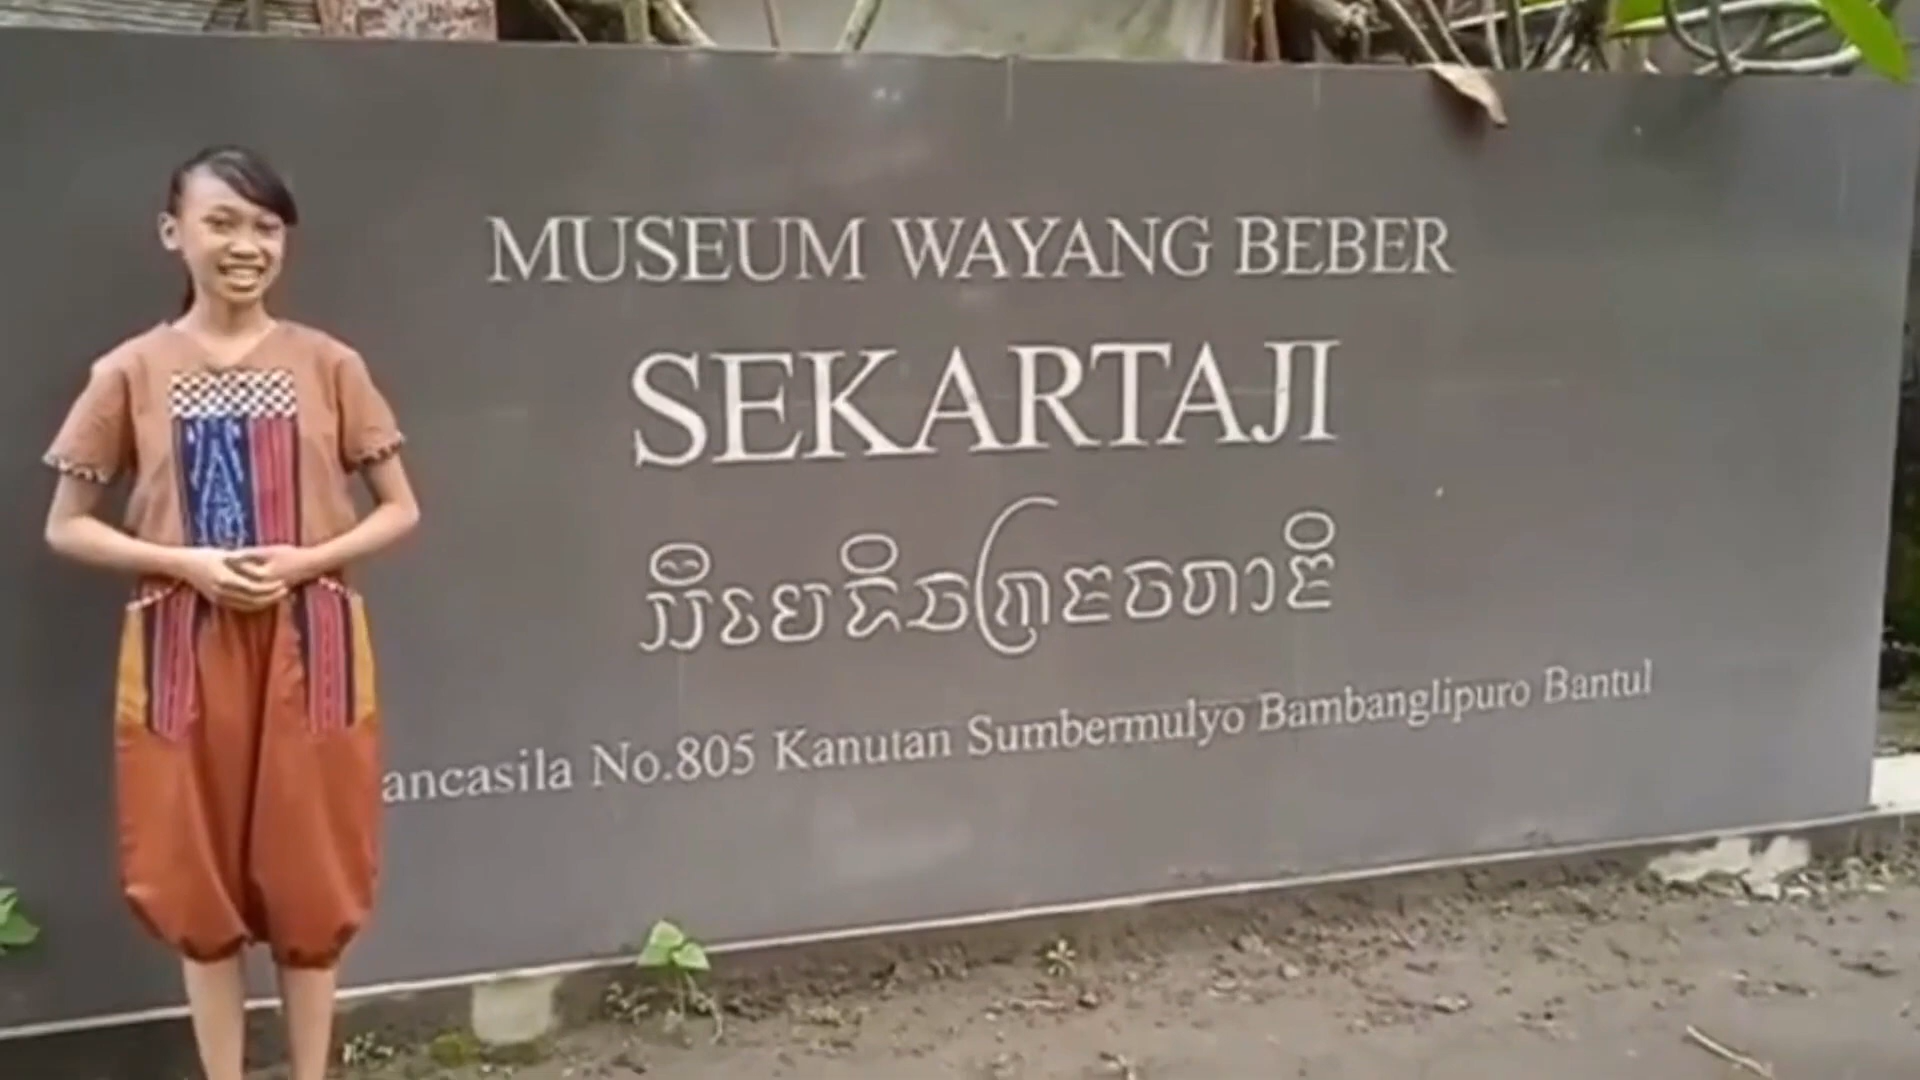 MUSEUM WAYANG BEBER
SEKARTAJI
ancasila No.805 Kanutan Sumbermulyo Bambanglipuro Bantul